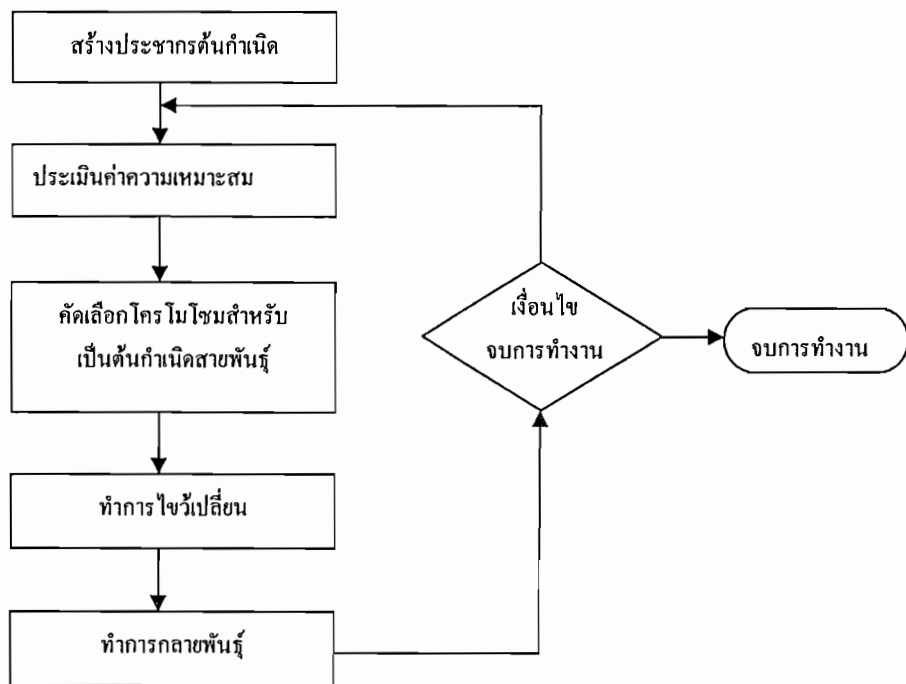 สร้างประชากรต้นกำเนิด
ประเมินค่าความเหมาะสม
คัดเลือกโครโมโซมสำหรับ
เป็นต้นกำเนิดสายพันธุ์
ทำการไขว้เปลี่ยน
ทำการกลายพันธุ์
เงื่อนไข
จบการทำงาน
จบการทำงาน